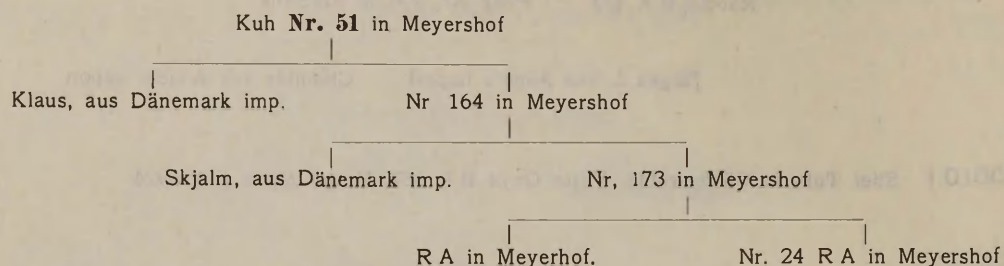 Kuh Nr. 51 in Meyershof
Klaus, aus Dänemark imp. Nr 164 in Meyershof
Skjalm, aus Dänemark imp. Nr, 173 in Meyershof
R A in Meyerhof. Nr. 24 R A in Meyershof